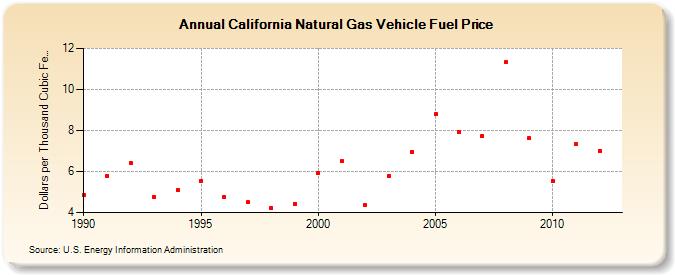 Annual California Natural Gas Vehicle Fuel Price
Dollars per Thousand Cubic Fe...
12
10
8
6
4
1990 1995 2000 2005 2010
Source: U.S. Energy Information Administration